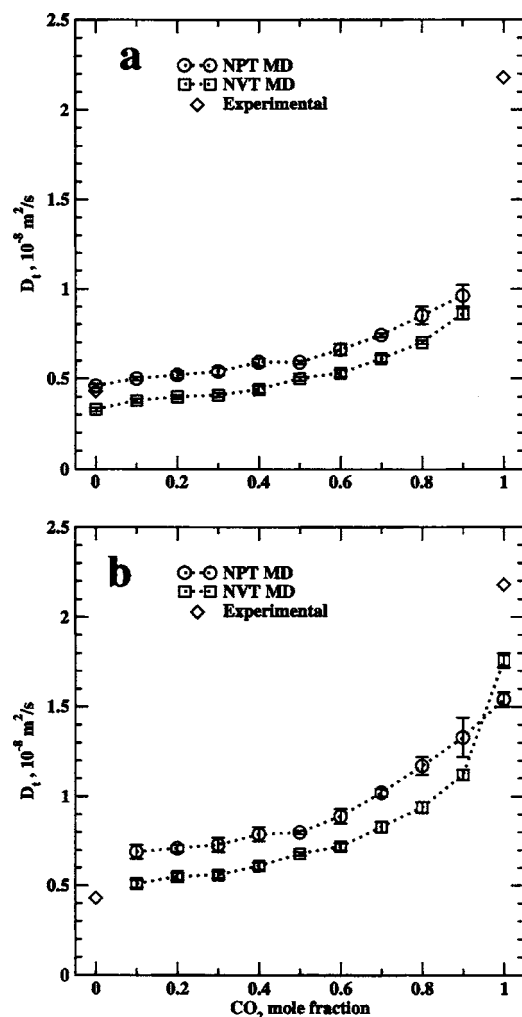 a
NPT MD
NVT MD
Experimental
2.5
2
1.5
1
0.5
0
D_t, 10^-8 m^2/s
0 0.2 0.4 0.6 0.8 1
b
NPT MD
NVT MD
Experimental
2.5
2
1.5
1
0.5
0
D_t, 10^-8 m^2/s
0 0.2 0.4 0.6 0.8 1
CO_2 mole fraction